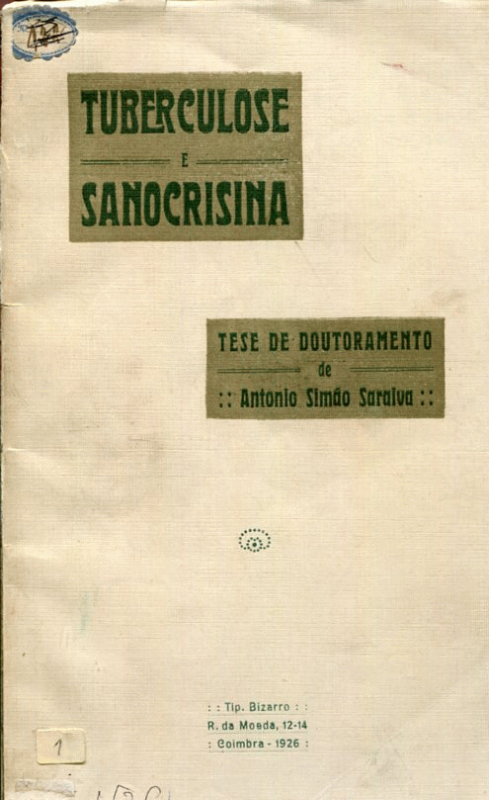 TUBERCULOSE
E
SANOCRISINA
TESE DE DOUTORAMENTO
de
:: Antonio Simão Saraiva ::
:: Tip. Bizarro ::
R. da Moeda, 12-14
: Coimbra - 1926 :
1